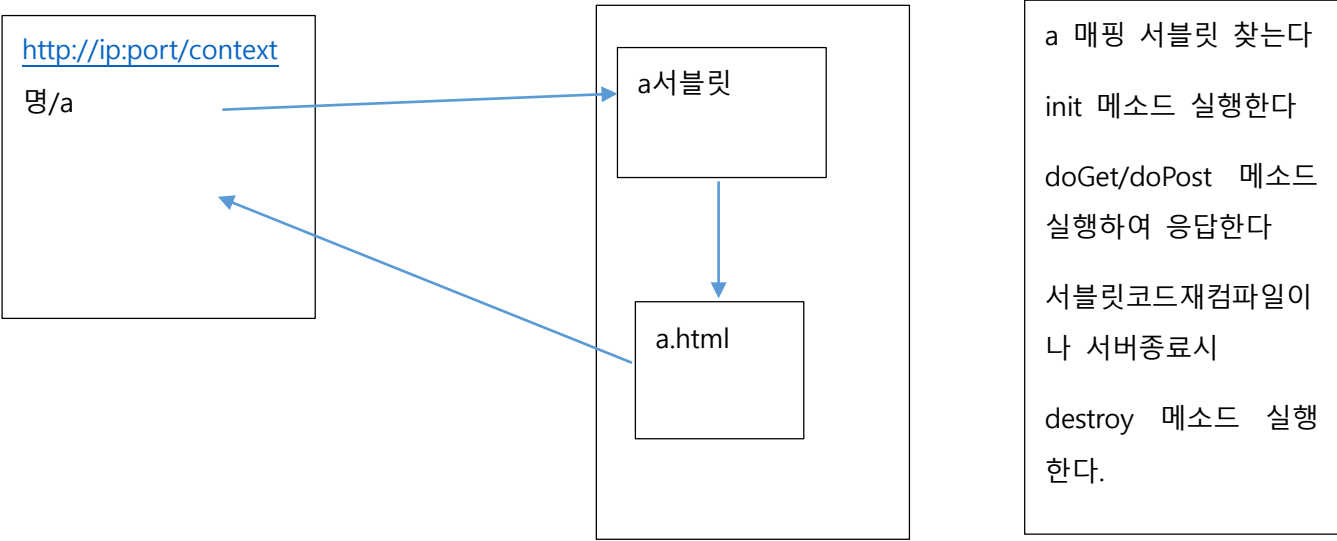 http://ip:port/context
명/a
a서블릿
a.html
a 매핑 서블릿 찾는다
init 메소드 실행한다
doGet/doPost 메소드
실행하여 응답한다
서블릿코드재컴파일이
나 서버종료시
destroy 메소드 실행
한다.